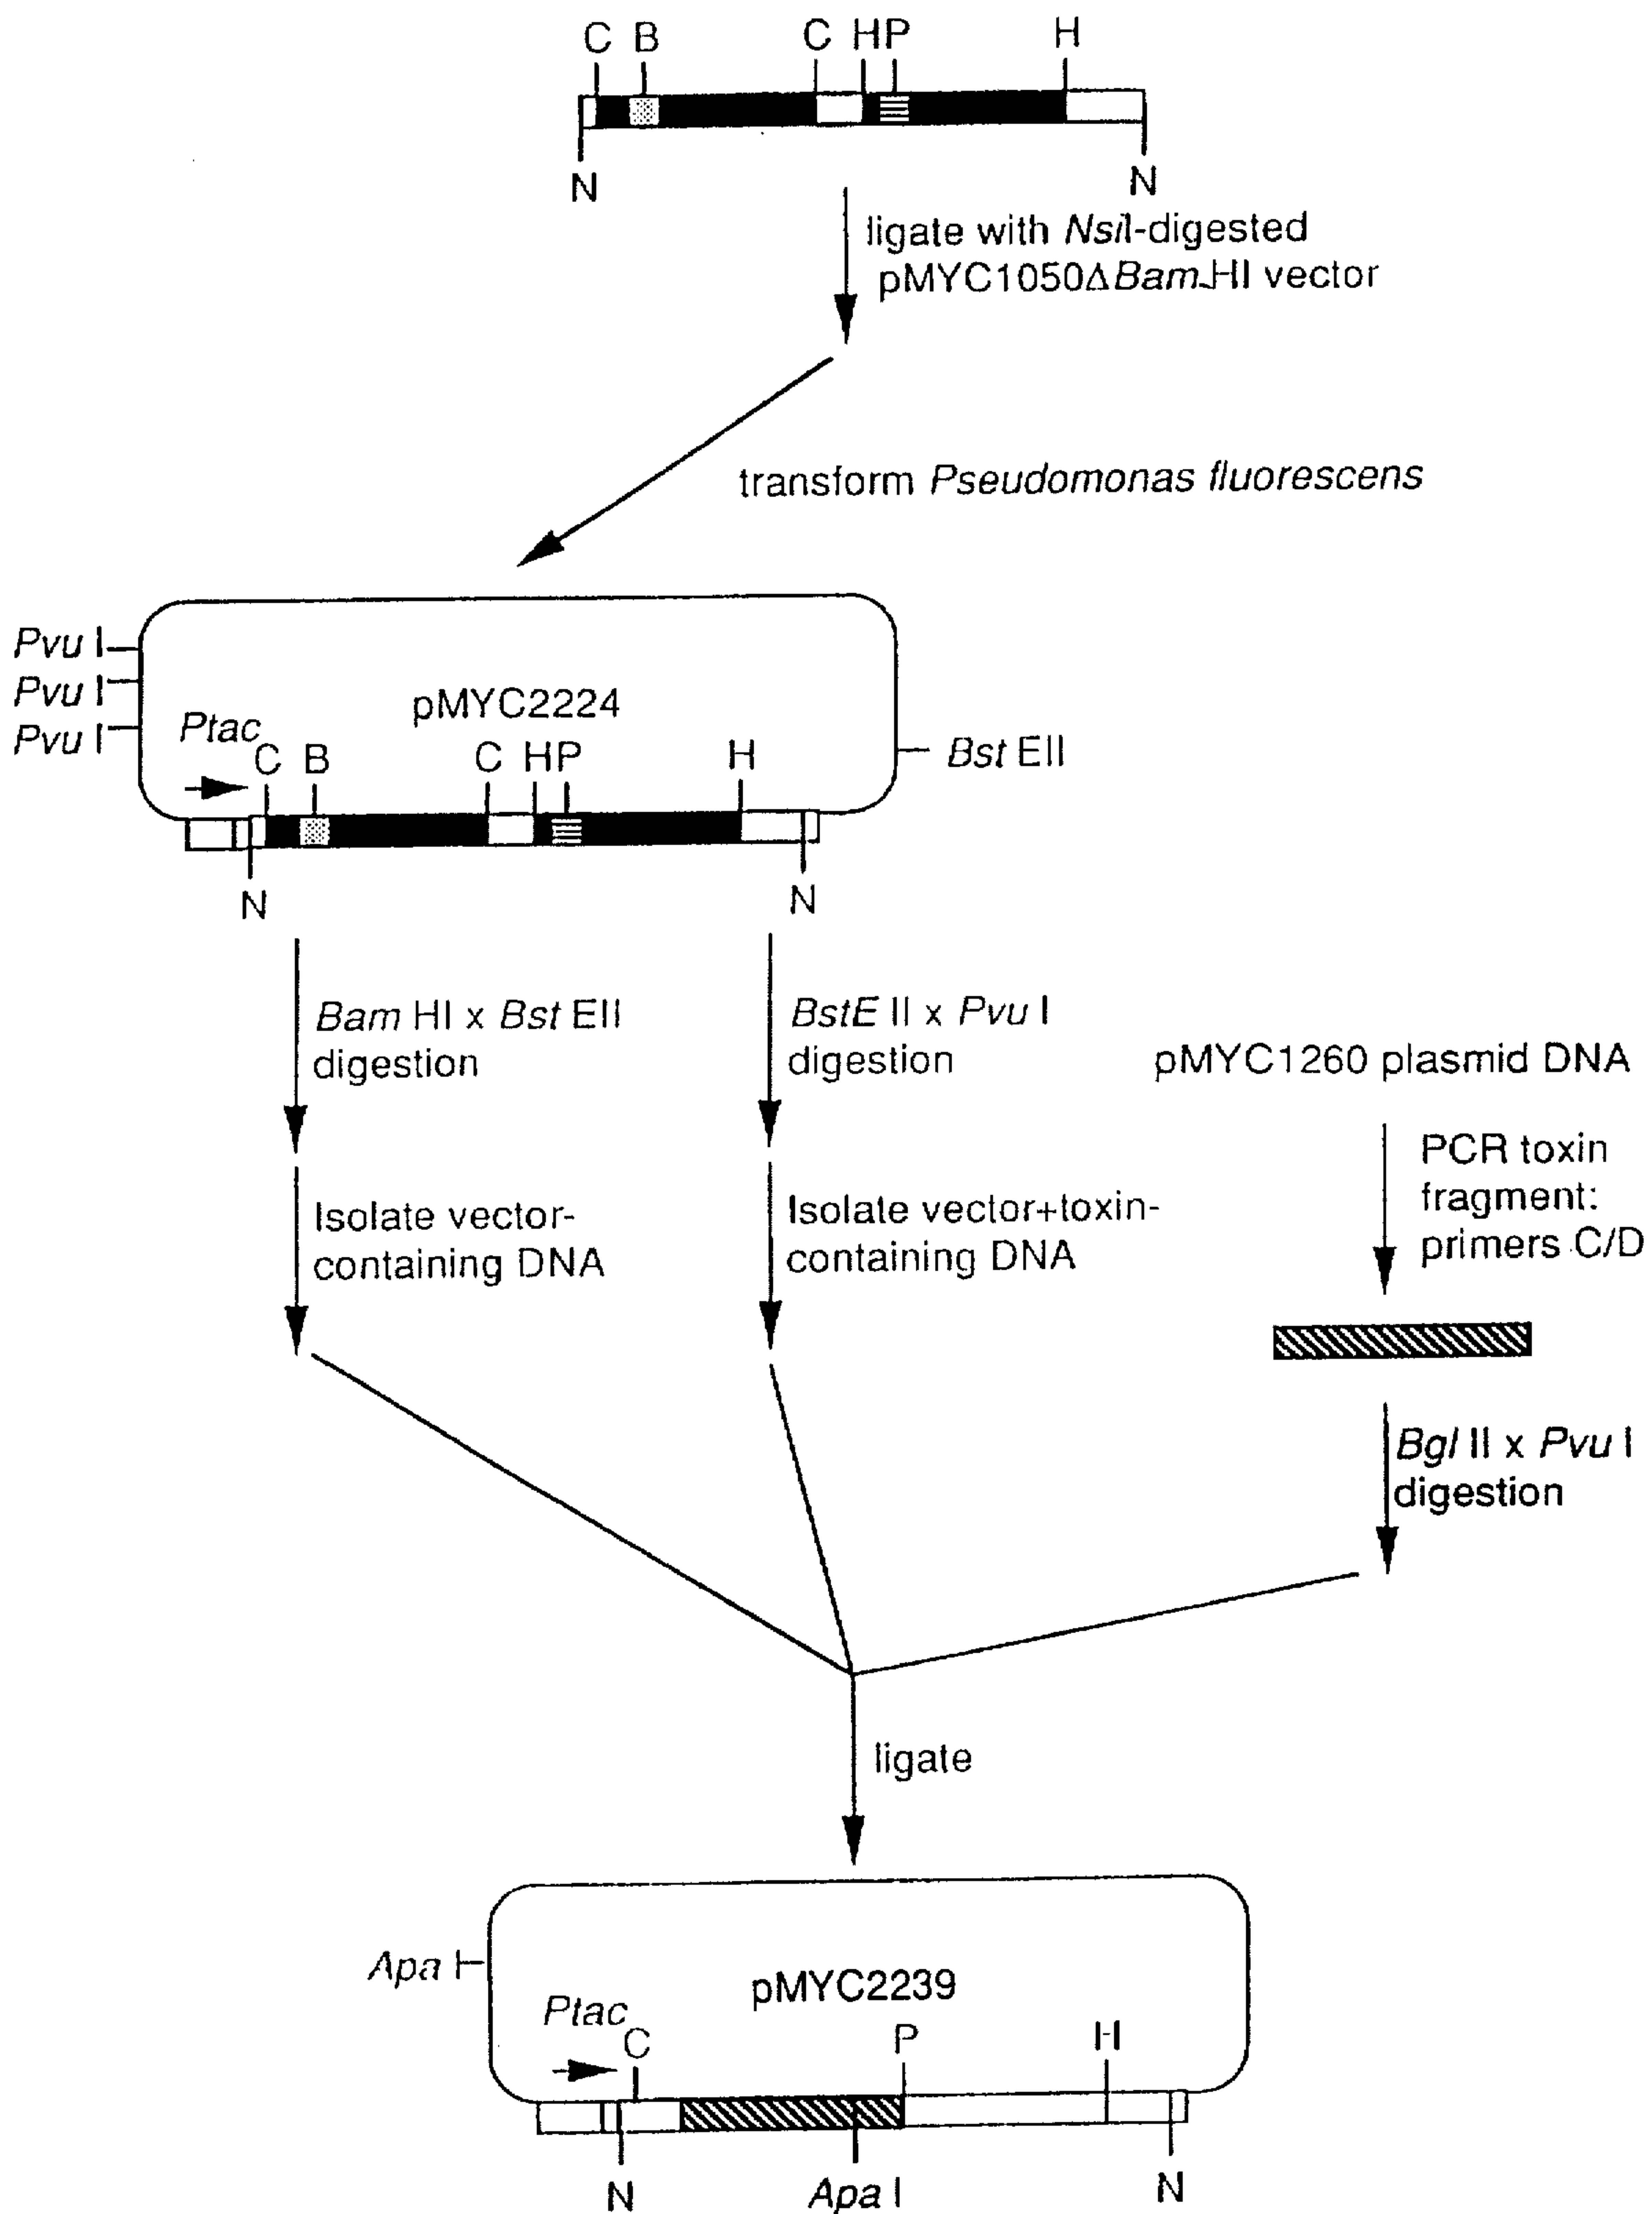 C B C HP H
N N
ligate with NsiI-digested
pMYC1050ΔBamHI vector
transform Pseudomonas fluorescens
Pvu I
Pvu I
Pvu I
Ptac
pMYC2224
C B C HP H
Bst EII
N N
Bam HI x Bst EII
digestion
BstE II x Pvu I
digestion
pMYC1260 plasmid DNA
PCR toxin
fragment:
primers C/D
Isolate vector-
containing DNA
Isolate vector+toxin-
containing DNA
Bgl II x Pvu I
digestion
ligate
Apa I
pMYC2239
Ptac
C P H
N Apa I N